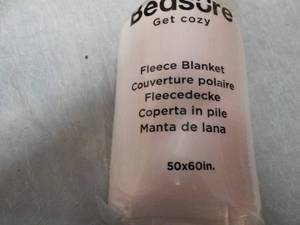 Bedsure
Get cozy
Fleece Blanket
Couverture polaire
Fleecedecke
Coperta in pile
Manta de lana
50x60in.